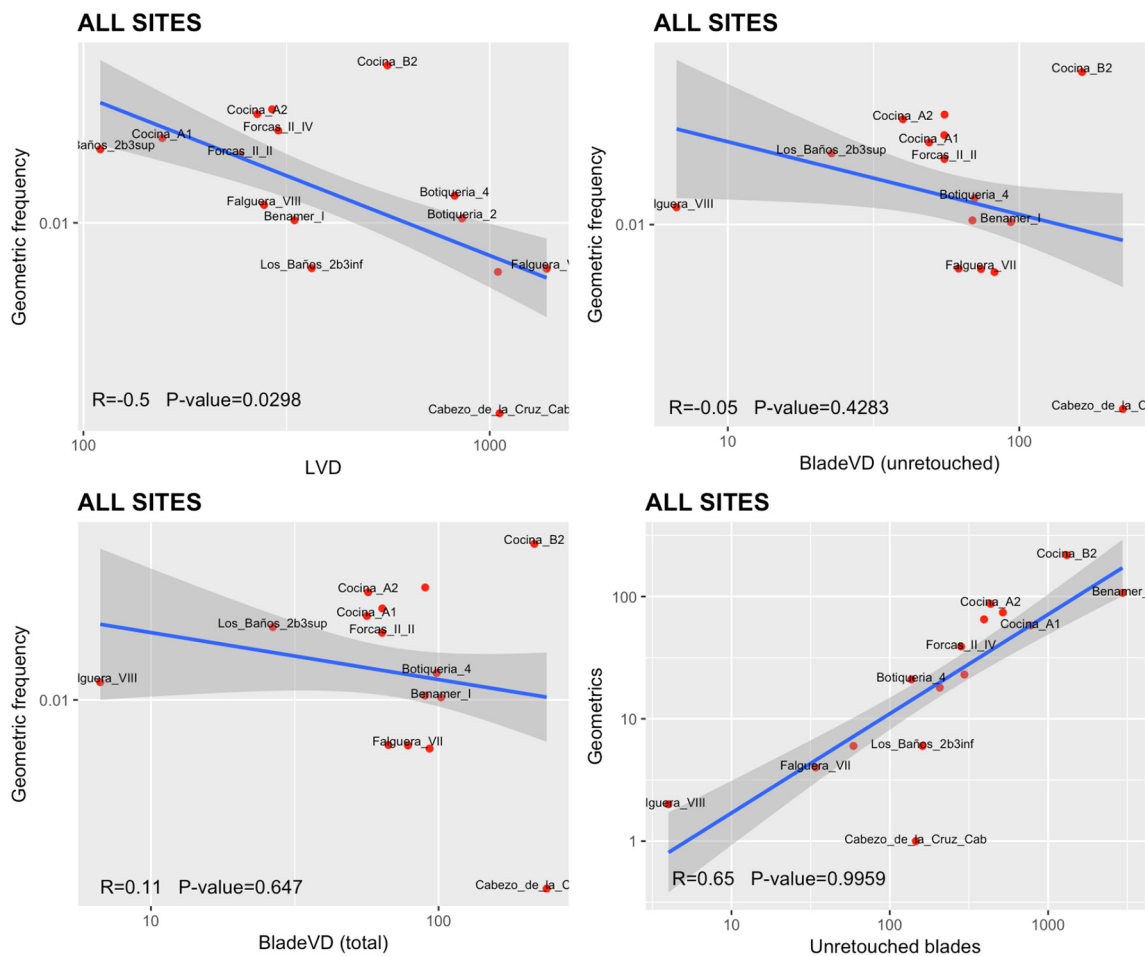 ALL SITES
Geometric frequency
0.01
Cocina_B2
Cocina_A2
Forcas_II_IV
Cocina_A1
Baños_2b3sup
Forcas_II_II
Botiqueria_4
Falguera_VIII
Botiqueria_2
Benamer_I
Los_Baños_2b3inf
Falguera_V
Cabezo_de_la_Cruz_Cab
R=-0.5 P-value=0.0298
100 1000
LVD
ALL SITES
Geometric frequency
0.01
Cocina_B2
Cocina_A2
Cocina_A1
Los_Baños_2b3sup
Forcas_II_II
Botiqueria_4
lguera_VIII
Benamer_I
Falguera_VII
Cabezo_de_la_C
R=-0.05 P-value=0.4283
10 100
BladeVD (unretouched)
ALL SITES
Geometric frequency
0.01
Cocina_B2
Cocina_A2
Cocina_A1
Los_Baños_2b3sup
Forcas_II_II
Botiqueria_4
lguera_VIII
Benamer_I
Falguera_VII
Cabezo_de_la_C
R=0.11 P-value=0.647
10 100
BladeVD (total)
ALL SITES
Geometrics
100
10
1
Cocina_B2
Benamer_
Cocina_A2
Cocina_A1
Forcas_II_IV
Botiqueria_4
Los_Baños_2b3inf
Falguera_VII
lguera_VIII
Cabezo_de_la_Cruz_Cab
R=0.65 P-value=0.9959
10 100 1000
Unretouched blades